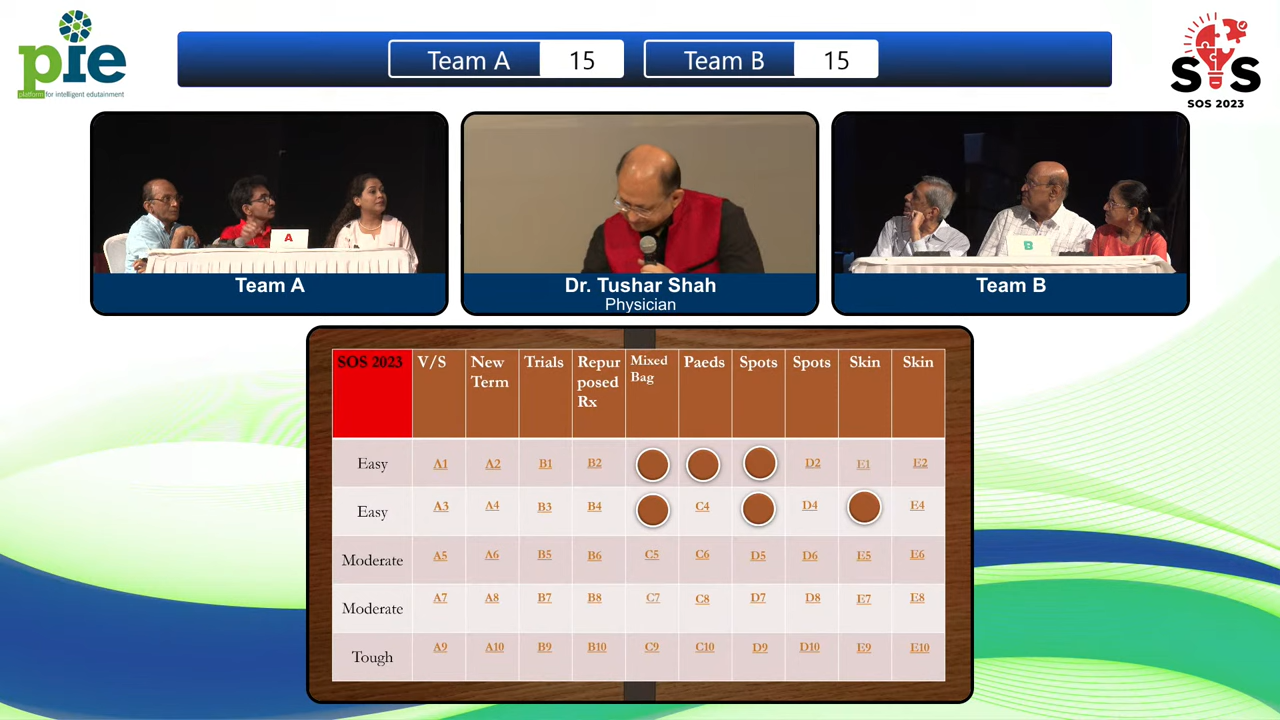 pie
platform for intelligent edutainment
Team A 15 Team B 15
SOS
SOS 2023
A
B
Team A
Dr. Tushar Shah
Physician
Team B
SOS 2023 V/S New Term Trials Repur posed Rx Mixed Bag Paeds Spots Spots Skin Skin
Easy A1 A2 B1 B2 D2 E1 E2
Easy A3 A4 B3 B4 C4 D4 E4
Moderate A5 A6 B5 B6 C5 C6 D5 D6 E5 E6
Moderate A7 A8 B7 B8 C7 C8 D7 D8 E7 E8
Tough A9 A10 B9 B10 C9 C10 D9 D10 E9 E10